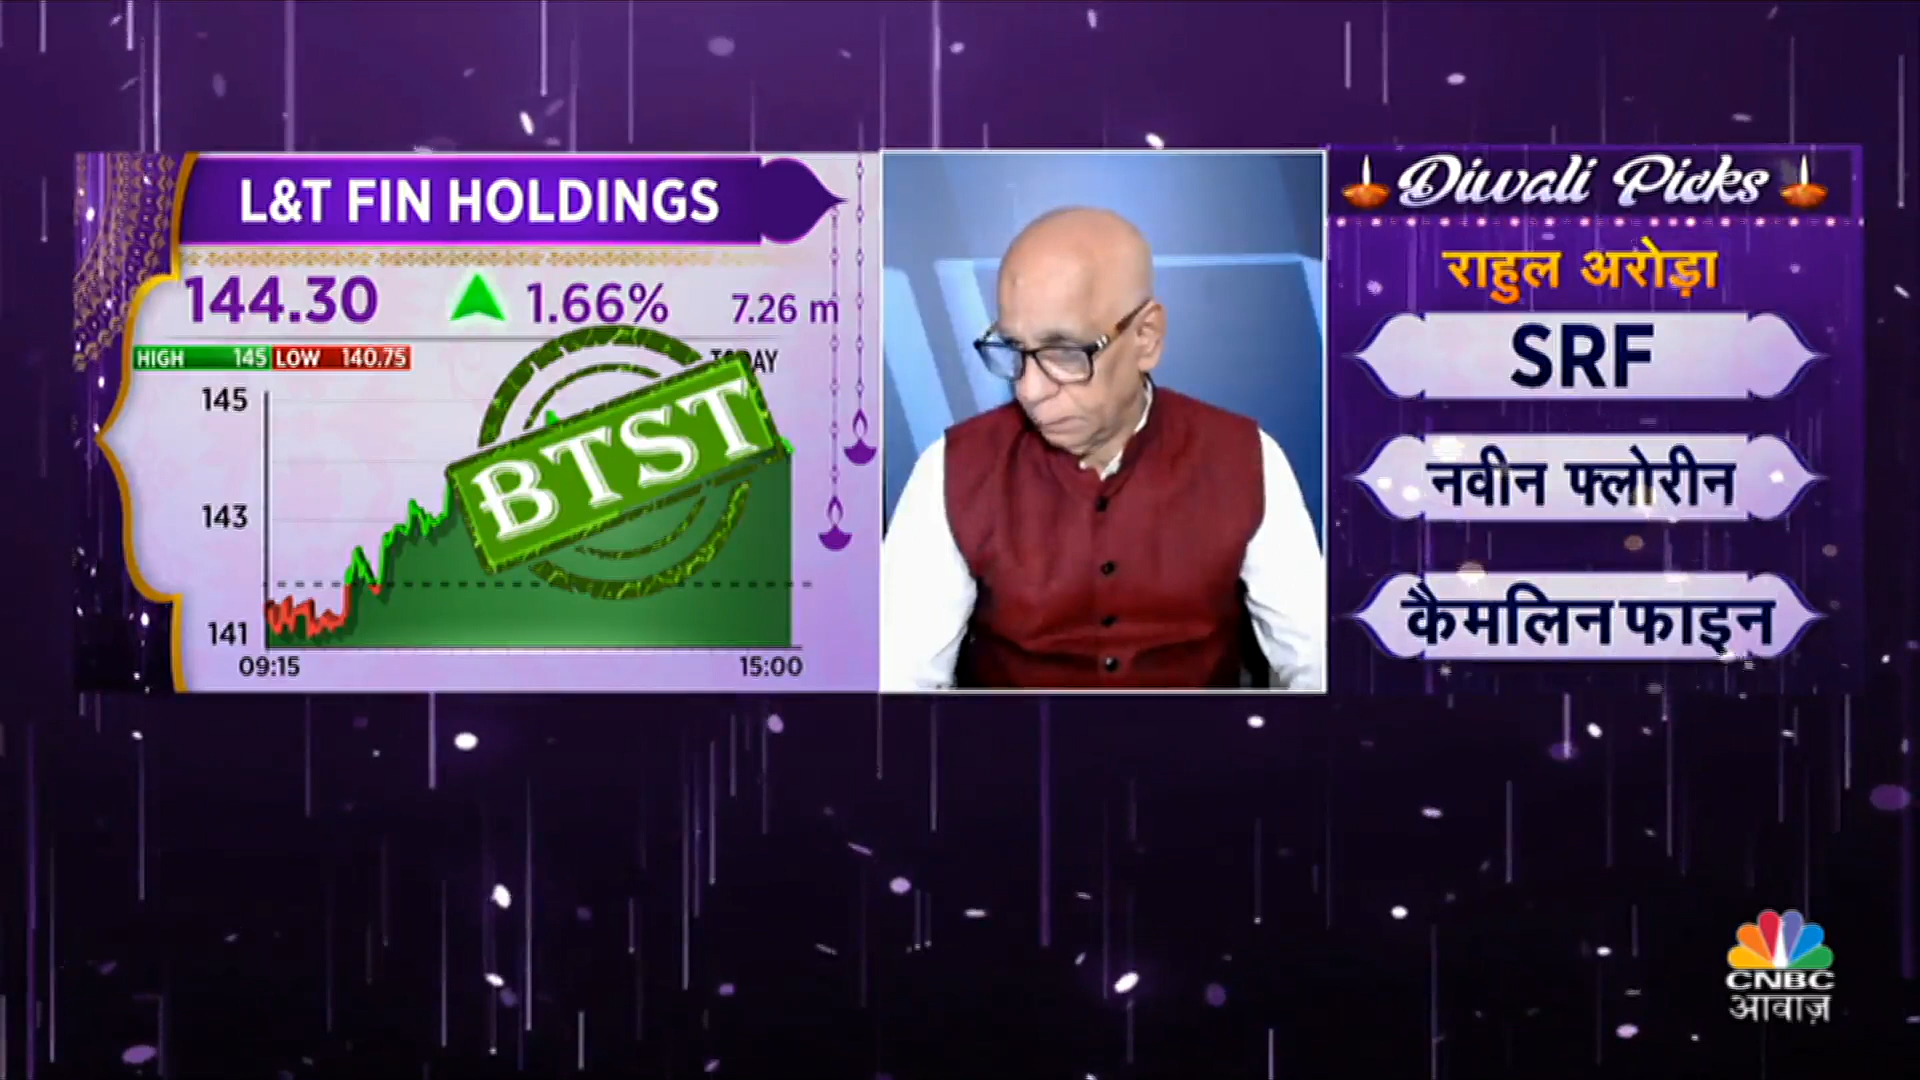 L&T FIN HOLDINGS
144.30 1.66% 7.26 m
HIGH 145 LOW 140.75
TODAY
BTST
145
143
141
09:15 15:00
Diwali Picks
राहुल अरोड़ा
SRF
नवीन फ्लोरीन
कैमलिन फाइन
CNBC
आवाज़